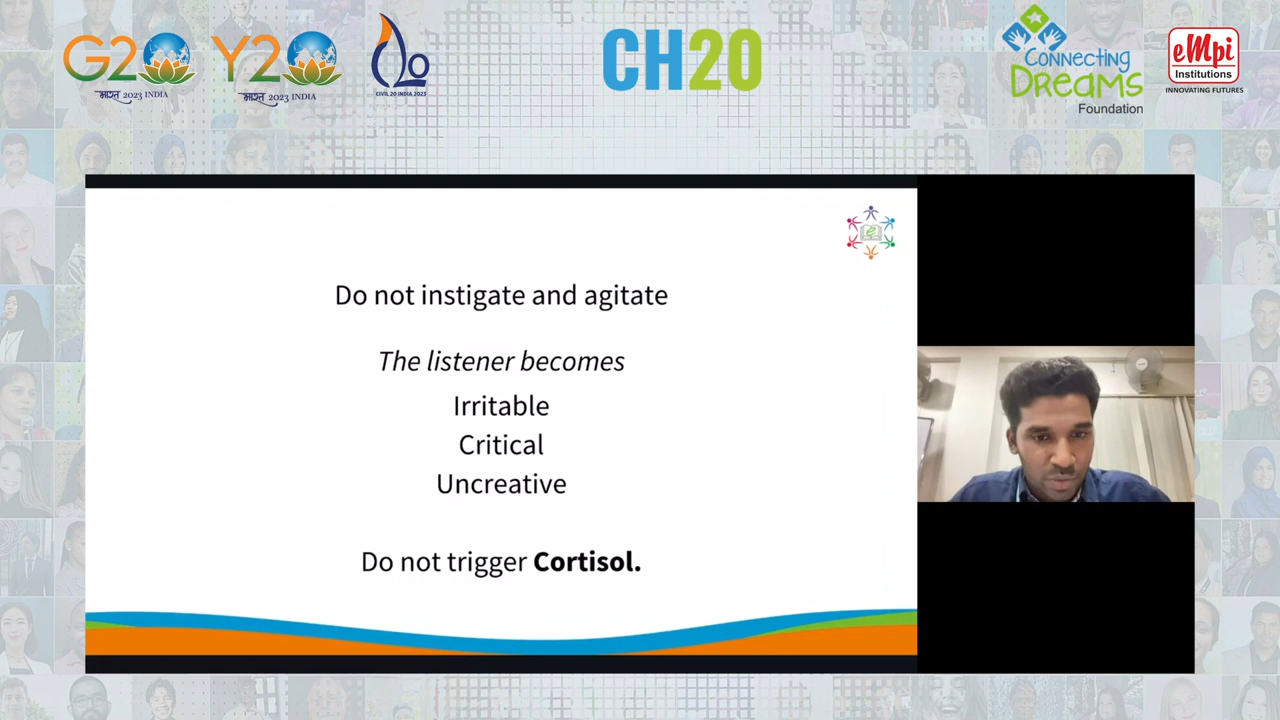 G20
भारत 2023 INDIA
Y20
भारत 2023 INDIA
CIVIL 20 INDIA 2023
CH20
CONNECTING
DREAMS
Foundation
eMpi
Institutions
INNOVATING FUTURES
Do not instigate and agitate
The listener becomes
Irritable
Critical
Uncreative
Do not trigger Cortisol.